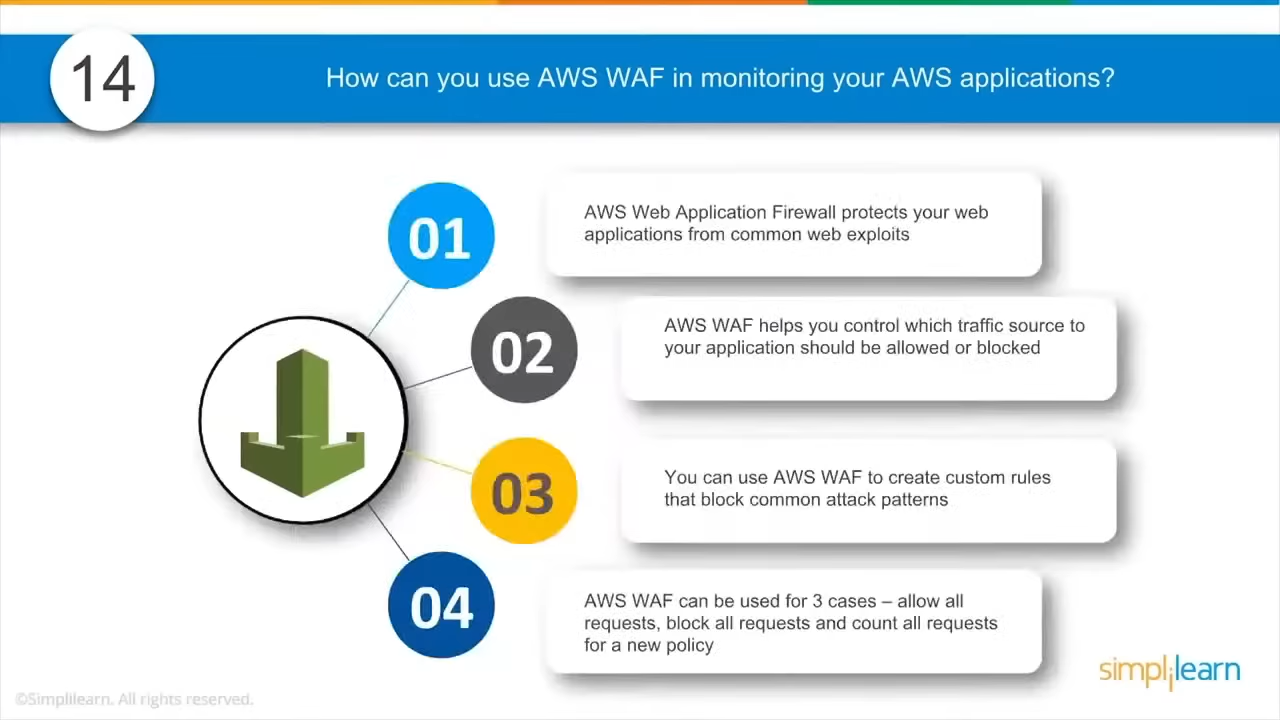 14
How can you use AWS WAF in monitoring your AWS applications?
01
AWS Web Application Firewall protects your web
applications from common web exploits
02
AWS WAF helps you control which traffic source to
your application should be allowed or blocked
03
You can use AWS WAF to create custom rules
that block common attack patterns
04
AWS WAF can be used for 3 cases – allow all
requests, block all requests and count all requests
for a new policy
simplilearn
©Simplilearn. All rights reserved.